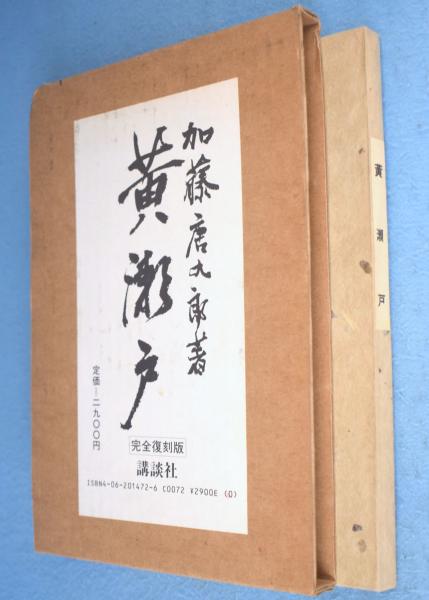 加藤唐九郎著
黄瀬戸
定価―二九〇〇円
完全復刻版
講談社
ISBN4-06-201472-6 C0072 ¥2900E (0)
黄瀬戸